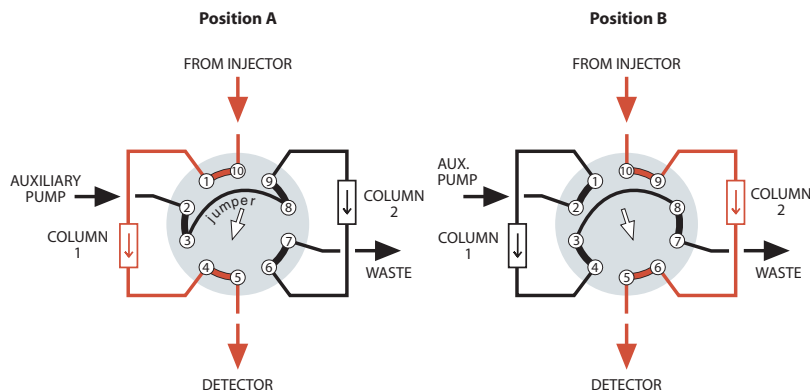 Position A
FROM INJECTOR
10
1
9
AUXILIARY
PUMP
2
jumper
8
COLUMN
2
3
7
COLUMN
1
4
5
6
WASTE
DETECTOR
Position B
FROM INJECTOR
10
1
9
AUX.
PUMP
2
8
COLUMN
2
3
7
COLUMN
1
4
5
6
WASTE
DETECTOR